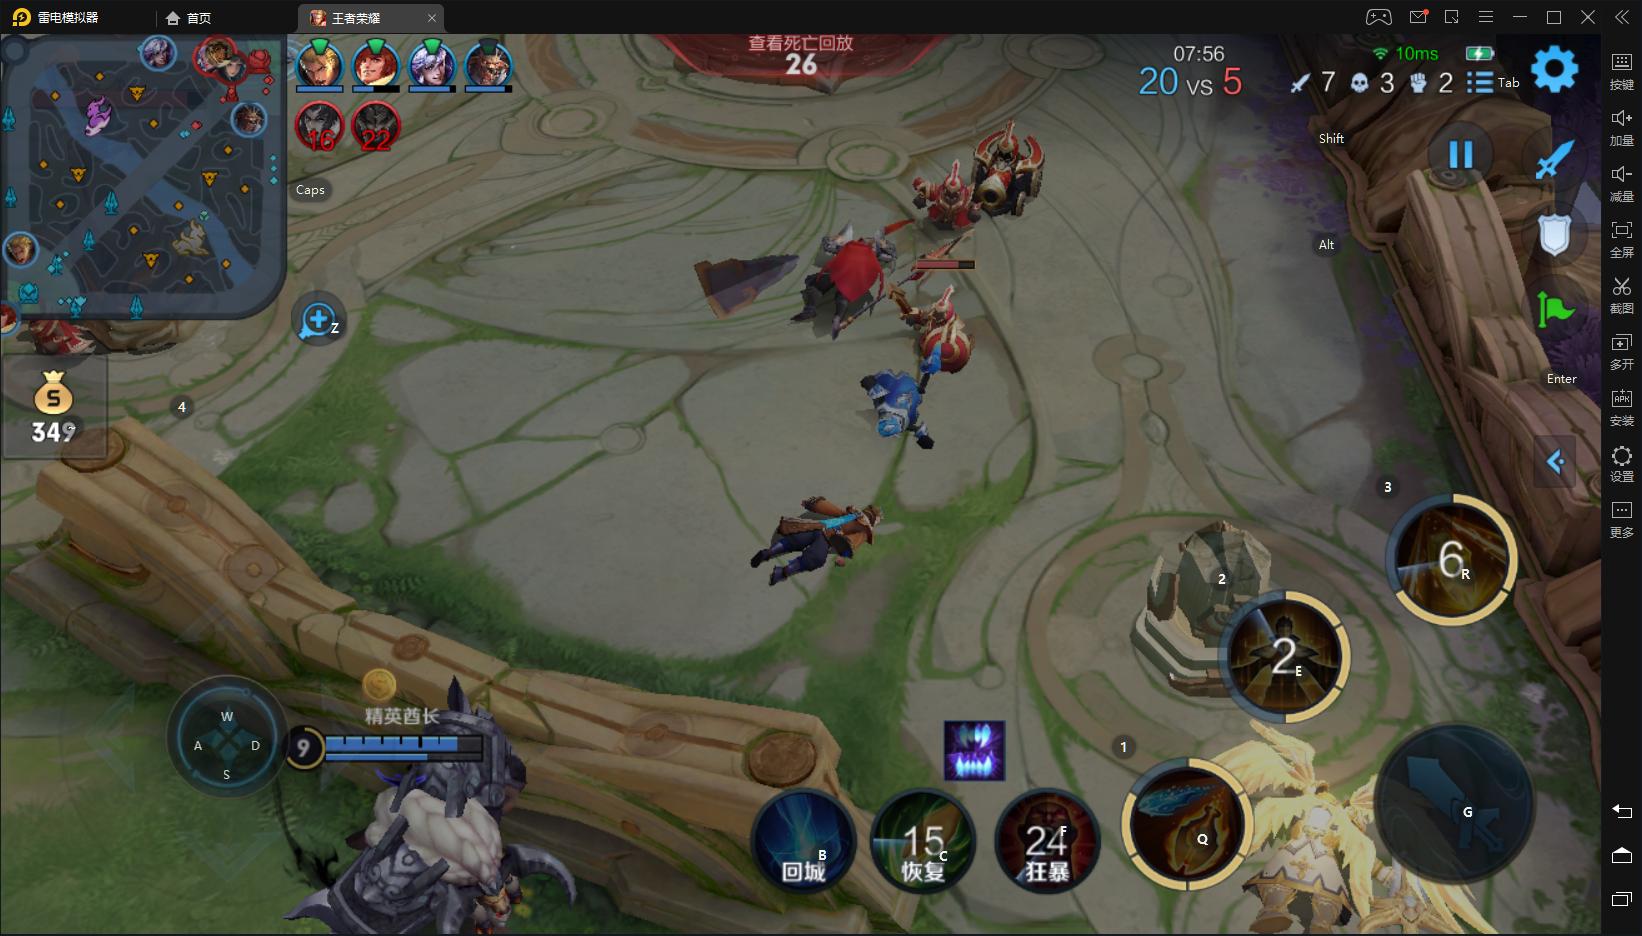 雷电模拟器
首页
王者荣耀
查看死亡回放
26
07:56
10ms
20 vs 5
7
3
2
Tab
16
22
Caps
Shift
Alt
Enter
Z
S
349
4
3
6
R
2
2
E
1
Q
G
W
A
D
S
精英酋长
9
回城
B
15
恢复
C
24
狂暴
F
按键
加量
减量
全屏
截图
多开
APK
安装
设置
更多